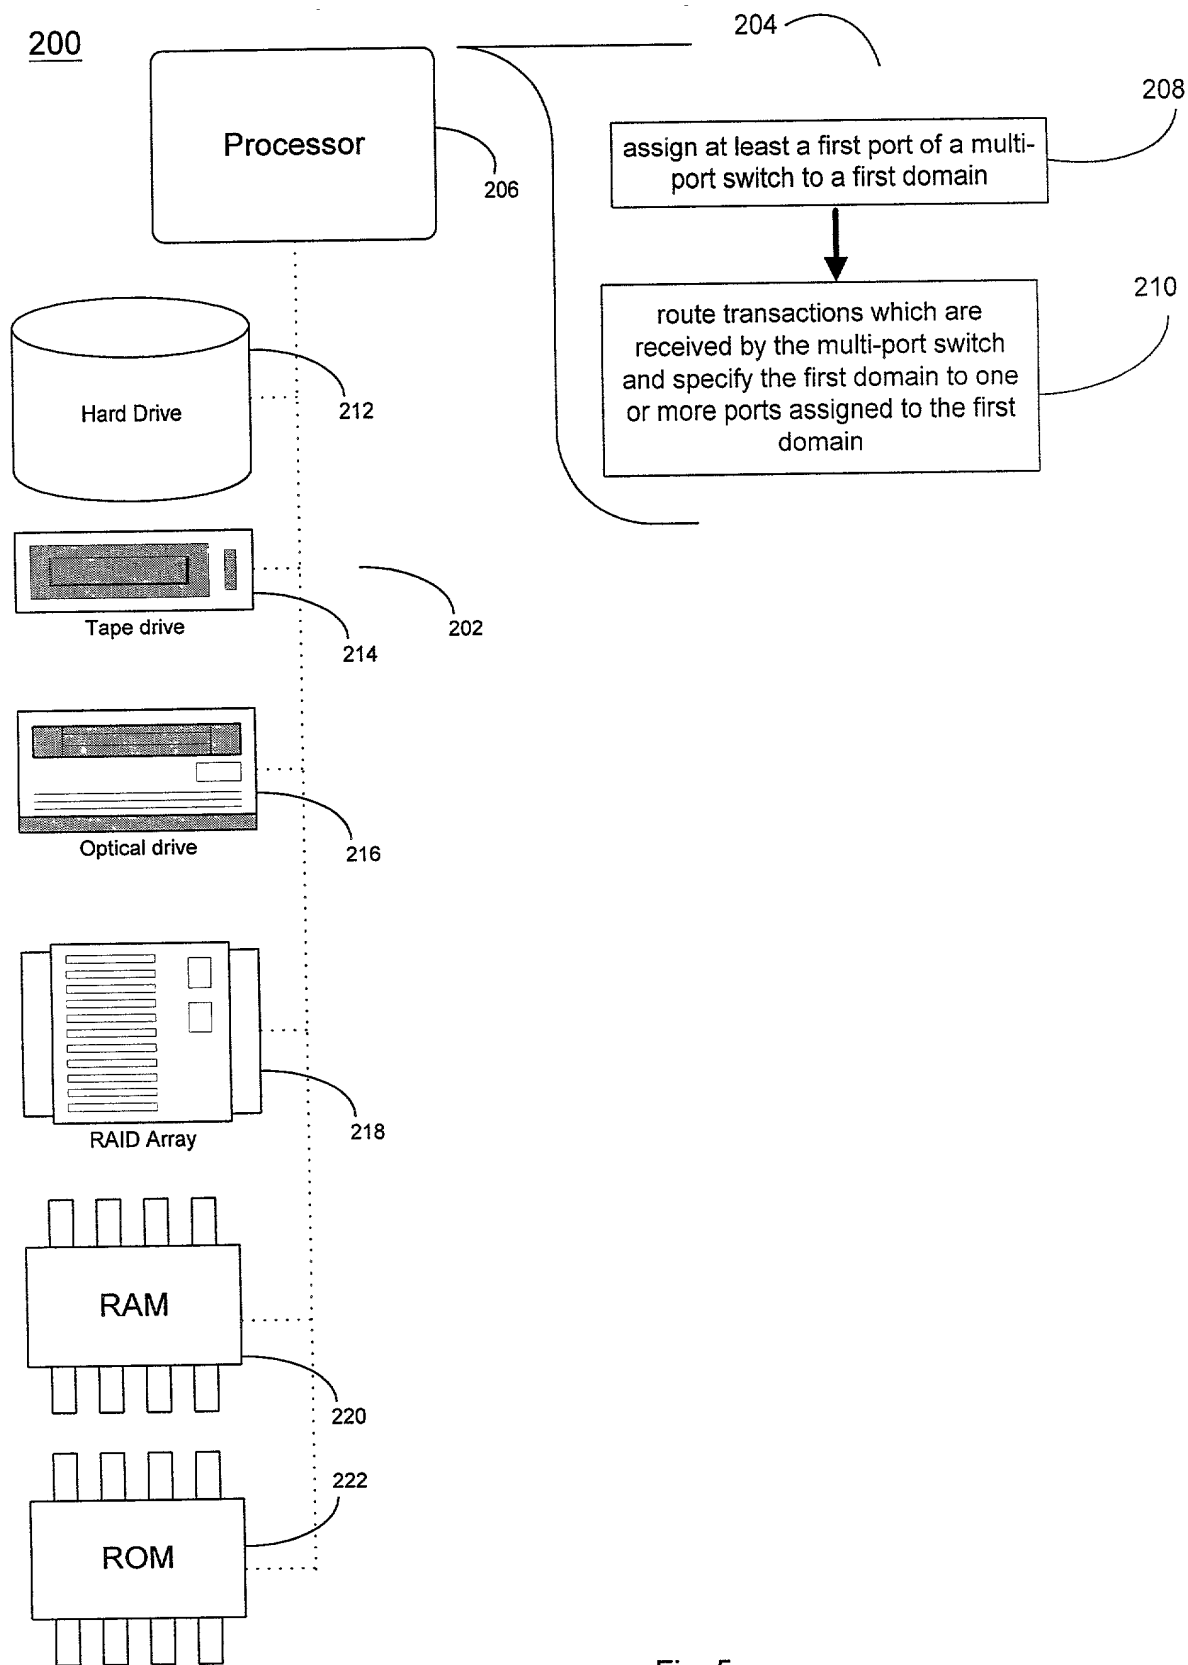 200
204
208
Processor
assign at least a first port of a multi-
port switch to a first domain
206
210
route transactions which are
received by the multi-port switch
and specify the first domain to one
or more ports assigned to the first
domain
Hard Drive
212
Tape drive
202
214
Optical drive
216
RAID Array
218
RAM
220
222
ROM